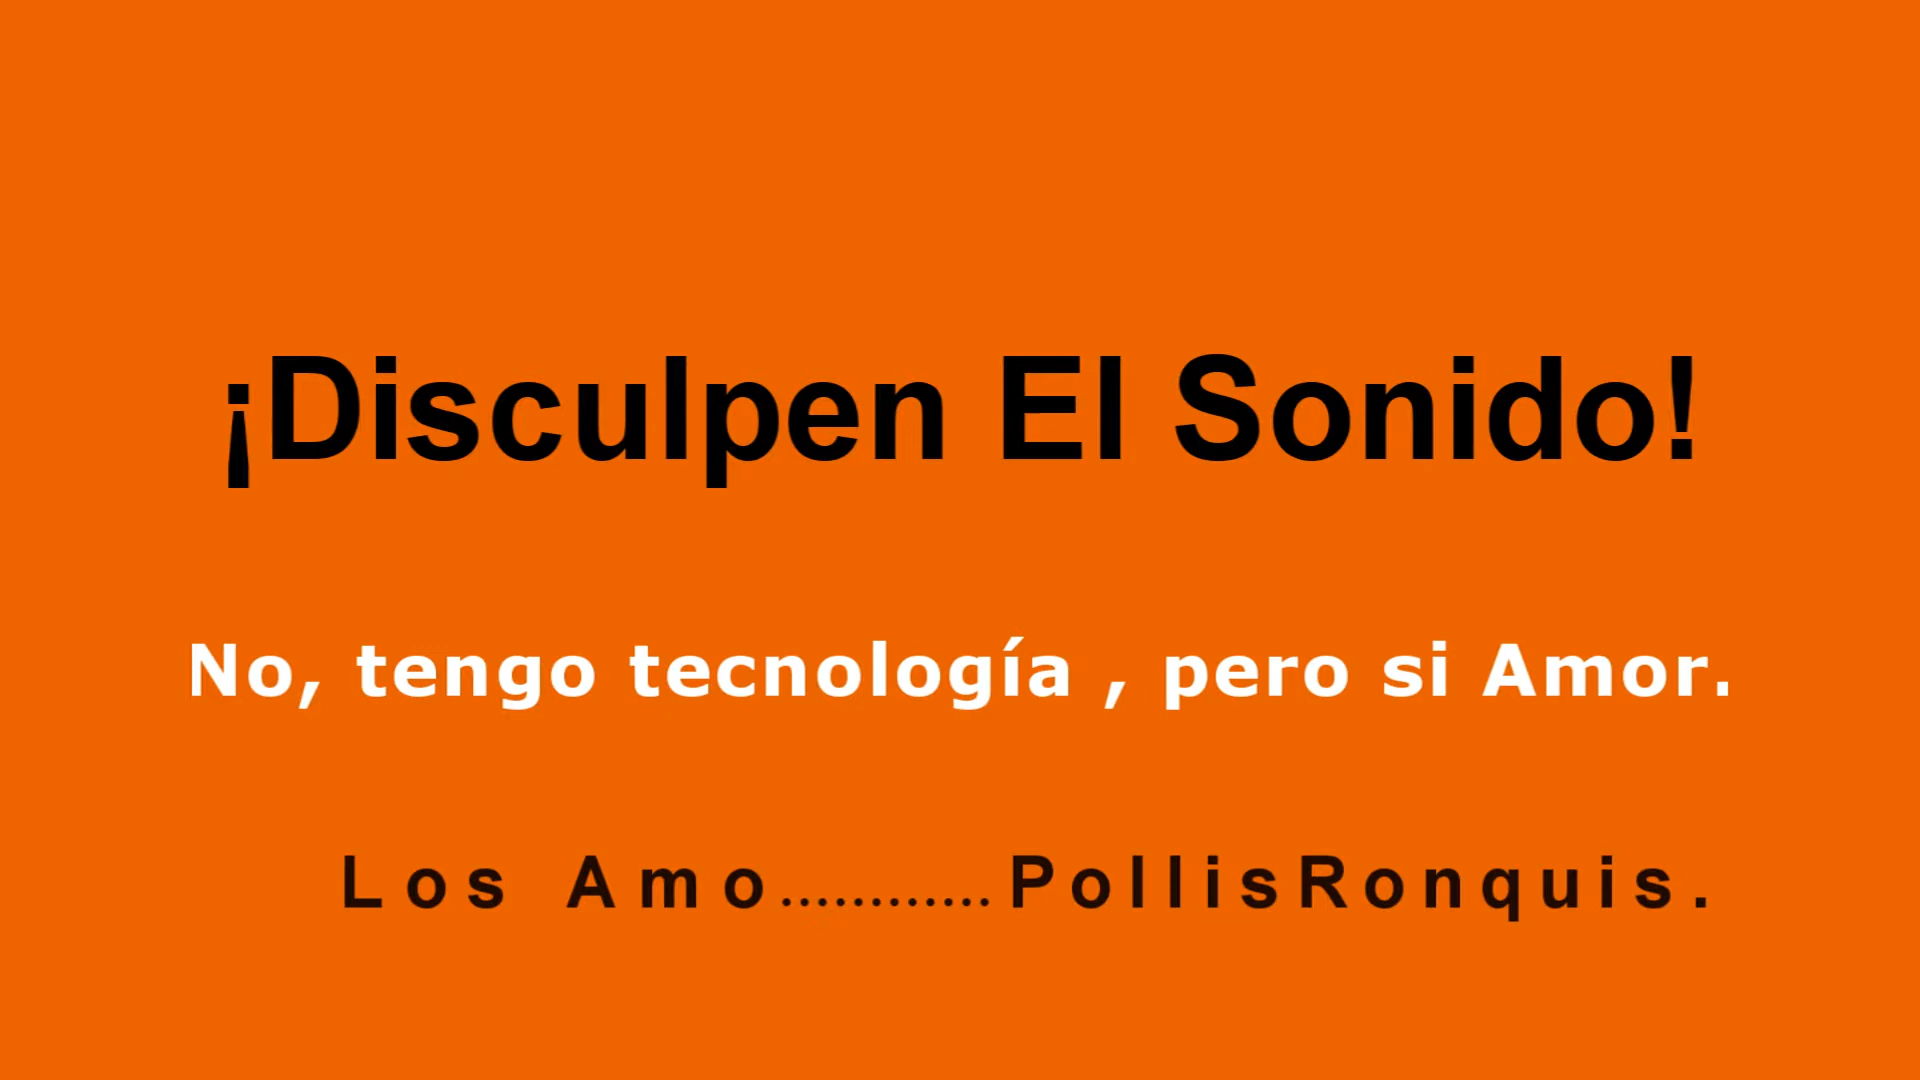 ¡Disculpen El Sonido!
No, tengo tecnología , pero si Amor.
Los Amo............PollisRonquis.